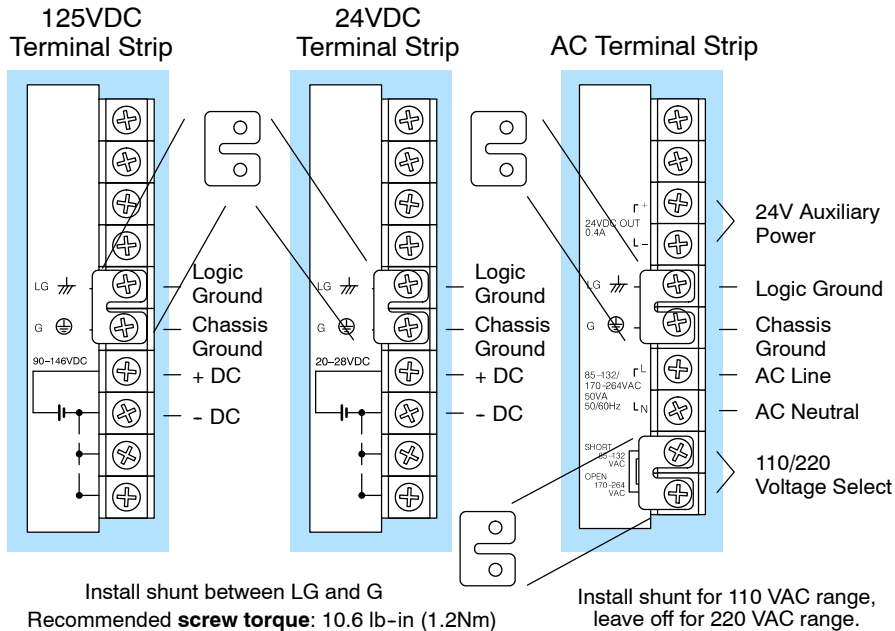 125VDC
Terminal Strip
24VDC
Terminal Strip
AC Terminal Strip
LG
G
90–146VDC
Logic
Ground
Chassis
Ground
+ DC
– DC
LG
G
20–28VDC
Logic
Ground
Chassis
Ground
+ DC
– DC
+
24VDC OUT
0.4A
–
LG
G
L
85–132/
170–264VAC
50VA
50/60Hz
N
SHORT
85–132
VAC
OPEN
170–264
VAC
24V Auxiliary
Power
Logic Ground
Chassis
Ground
AC Line
AC Neutral
110/220
Voltage Select
Install shunt between LG and G
Recommended screw torque: 10.6 lb–in (1.2Nm)
Install shunt for 110 VAC range,
leave off for 220 VAC range.